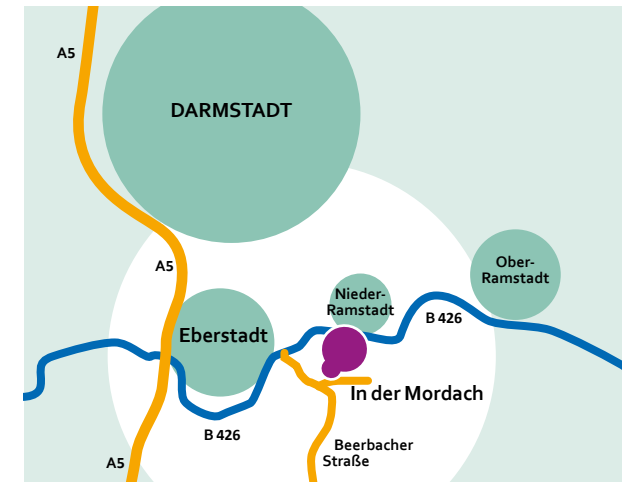 A5
DARMSTADT
A5
Ober-
Ramstadt
Nieder-
Ramstadt
B 426
Eberstadt
In der Mordach
B 426
Beerbacher
Straße
A5